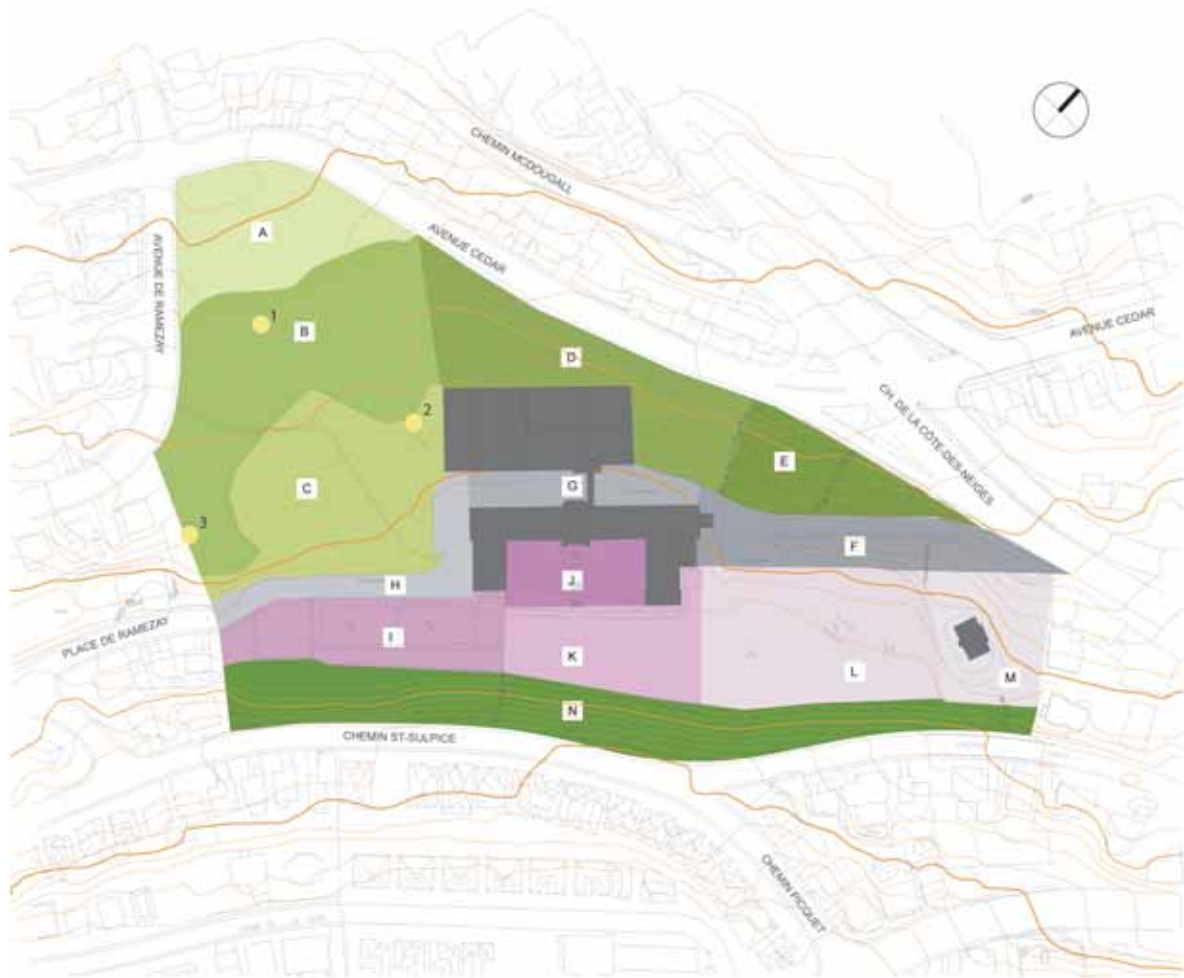 CHEMIN MCDOUGALL
A
AVENUE CEDAR
AVENUE DE RAMEZAY
1
B
AVENUE CEDAR
D
CH. DE LA CÔTE-DES-NEIGES
2
E
C
G
3
F
H
J
PLACE DE RAMEZAY
I
K
L
M
N
CHEMIN ST-SULPICE
CHEMIN PICQUET